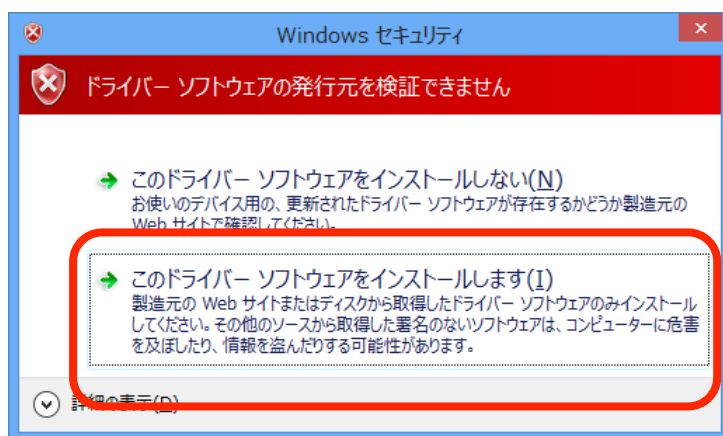 Windows セキュリティ
ドライバー ソフトウェアの発行元を検証できません
このドライバー ソフトウェアをインストールしない(N)
お使いのデバイス用の、更新されたドライバー ソフトウェアが存在するかどうか製造元の
Web サイトで確認してください。
このドライバー ソフトウェアをインストールします(I)
製造元の Web サイトまたはディスクから取得したドライバー ソフトウェアのみインストール
してください。その他のソースから取得した署名のないソフトウェアは、コンピューターに危害
を及ぼしたり、情報を盗んだりする可能性があります。
詳細の表示(D)